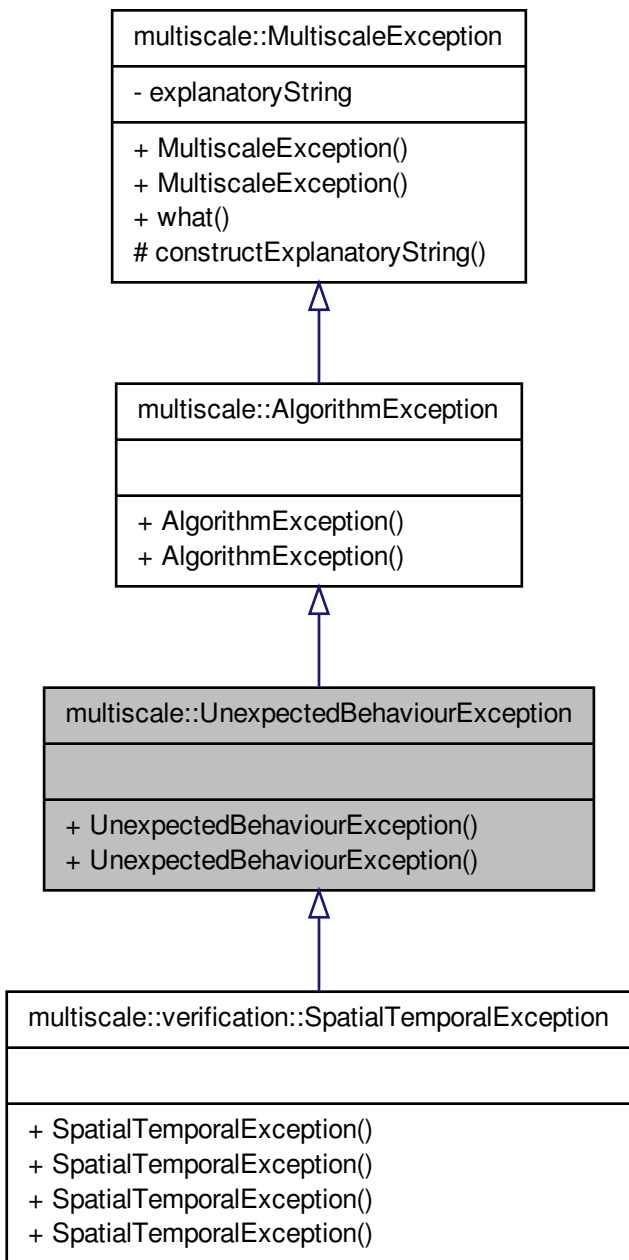 multiscale::MultiscaleException
- explanatoryString
+ MultiscaleException()
+ MultiscaleException()
+ what()
# constructExplanatoryString()
multiscale::AlgorithmException
+ AlgorithmException()
+ AlgorithmException()
multiscale::UnexpectedBehaviourException
+ UnexpectedBehaviourException()
+ UnexpectedBehaviourException()
multiscale::verification::SpatialTemporalException
+ SpatialTemporalException()
+ SpatialTemporalException()
+ SpatialTemporalException()
+ SpatialTemporalException()